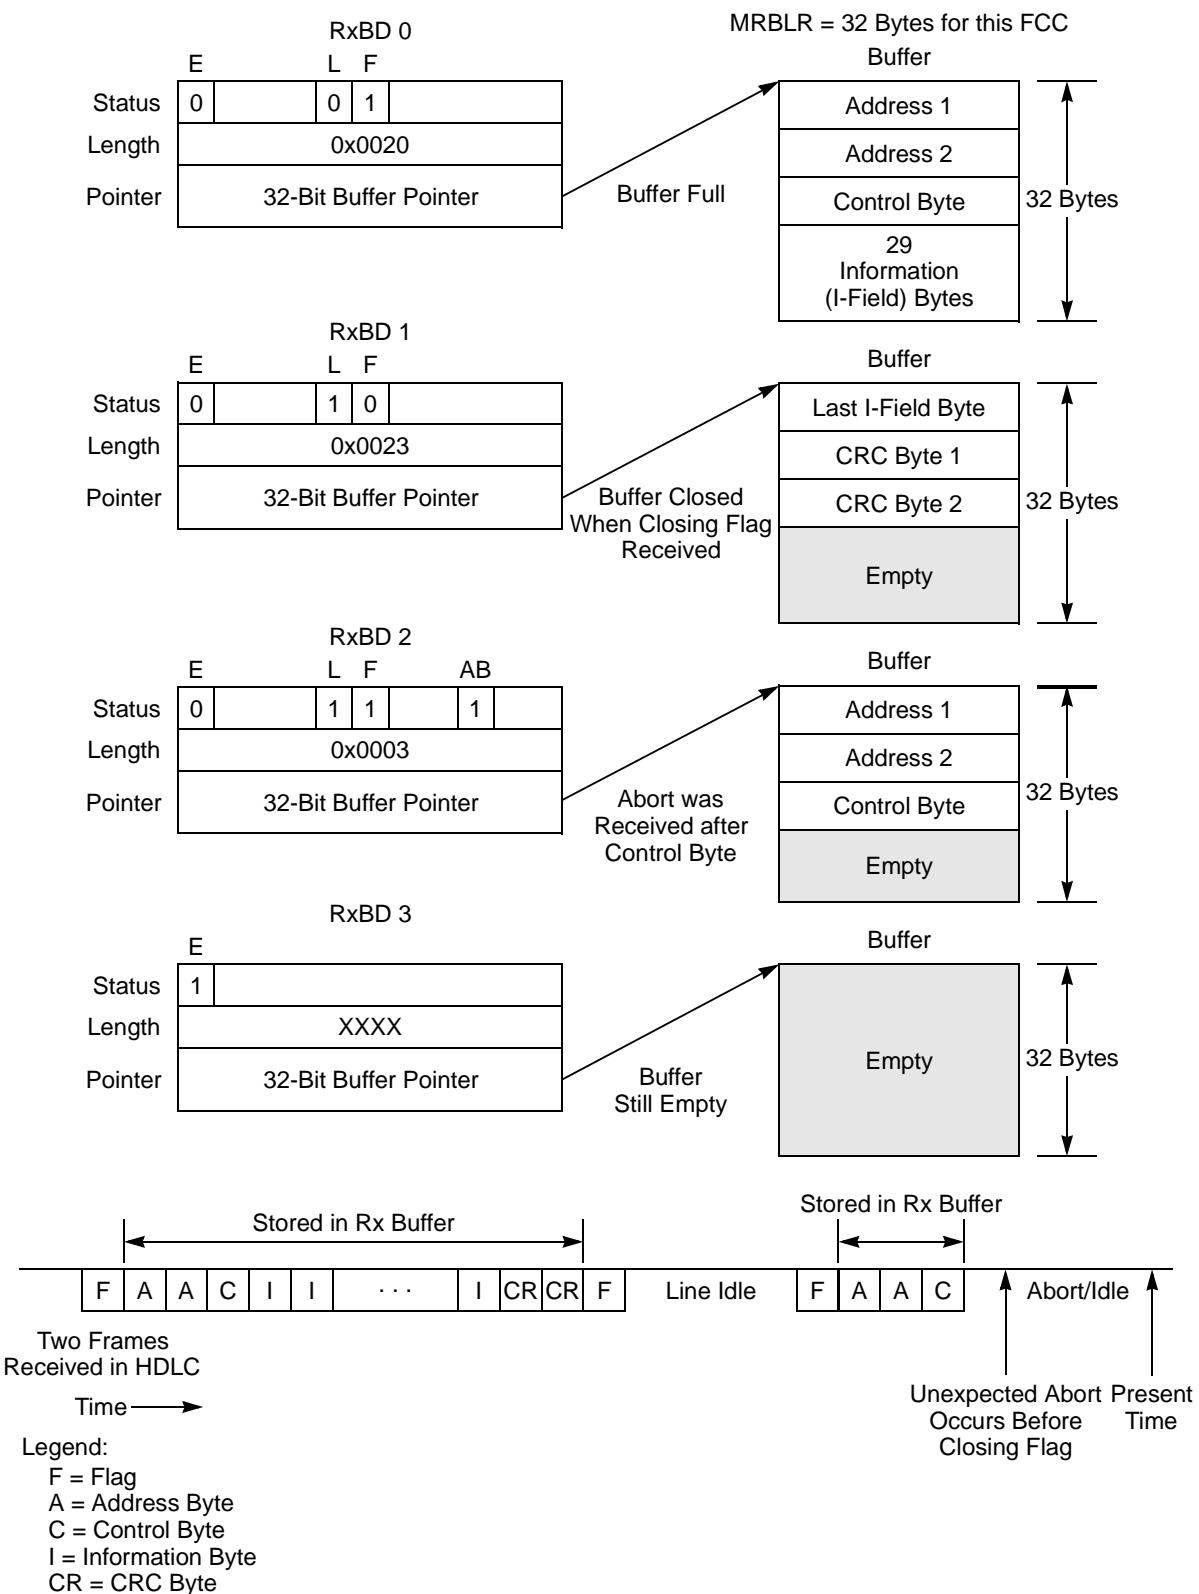 MRBLR = 32 Bytes for this FCC
RxBD 0
Buffer
E L F
Status 0 0 1
Length 0x0020
Pointer 32-Bit Buffer Pointer
Buffer Full
Address 1
Address 2
Control Byte
29
Information
(I-Field) Bytes
32 Bytes
RxBD 1
Buffer
E L F
Status 0 1 0
Length 0x0023
Pointer 32-Bit Buffer Pointer
Buffer Closed
When Closing Flag
Received
Last I-Field Byte
CRC Byte 1
CRC Byte 2
Empty
32 Bytes
RxBD 2
Buffer
E L F AB
Status 0 1 1 1
Length 0x0003
Pointer 32-Bit Buffer Pointer
Abort was
Received after
Control Byte
Address 1
Address 2
Control Byte
Empty
32 Bytes
RxBD 3
Buffer
E
Status 1
Length XXXX
Pointer 32-Bit Buffer Pointer
Buffer
Still Empty
Empty
32 Bytes
Stored in Rx Buffer
Stored in Rx Buffer
F A A C I I · · · I CR CR F Line Idle F A A C Abort/Idle
Two Frames
Received in HDLC
Time
Unexpected Abort
Occurs Before
Closing Flag
Present
Time
Legend:
F = Flag
A = Address Byte
C = Control Byte
I = Information Byte
CR = CRC Byte